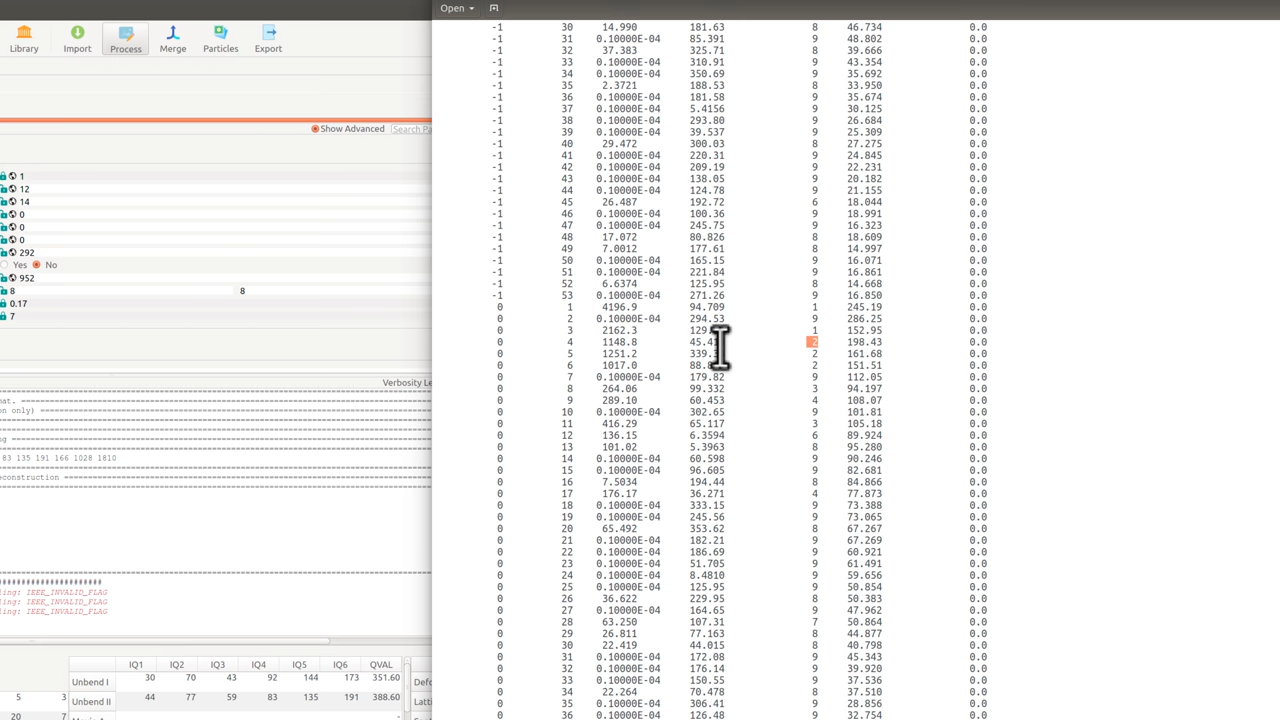 Open
Library Import Process Merge Particles Export
Show Advanced Search Pa
1
12
14
0
0
0
292
Yes No
952
8 8
0.17
7
Verbosity Le
hat.
on only)
ng
83 135 191 166 1028 1810
econstruction
######################
ling: IEEE_INVALID_FLAG
ling: IEEE_INVALID_FLAG
ling: IEEE_INVALID_FLAG
IQ1 IQ2 IQ3 IQ4 IQ5 IQ6 QVAL
Unbend I 30 70 43 92 144 173 351.60 Defo
5 3 Unbend II 44 77 59 83 135 191 388.60 Latti
20 7
-1 30 14.990 181.63 8 46.734 0.0
-1 31 0.10000E-04 85.391 9 48.802 0.0
-1 32 37.383 325.71 8 39.666 0.0
-1 33 0.10000E-04 310.91 9 43.354 0.0
-1 34 0.10000E-04 350.69 9 35.692 0.0
-1 35 2.3721 188.53 8 33.950 0.0
-1 36 0.10000E-04 181.58 9 35.674 0.0
-1 37 0.10000E-04 5.4156 9 30.125 0.0
-1 38 0.10000E-04 293.80 9 26.684 0.0
-1 39 0.10000E-04 39.537 9 25.309 0.0
-1 40 29.472 300.03 8 27.275 0.0
-1 41 0.10000E-04 220.31 9 24.845 0.0
-1 42 0.10000E-04 209.19 9 22.231 0.0
-1 43 0.10000E-04 138.05 9 20.182 0.0
-1 44 0.10000E-04 124.78 9 21.155 0.0
-1 45 26.487 192.72 6 18.044 0.0
-1 46 0.10000E-04 100.36 9 18.991 0.0
-1 47 0.10000E-04 245.75 9 16.323 0.0
-1 48 17.072 80.826 8 18.609 0.0
-1 49 7.0012 177.61 8 14.997 0.0
-1 50 0.10000E-04 165.15 9 16.071 0.0
-1 51 0.10000E-04 221.84 9 16.861 0.0
-1 52 6.6374 125.95 8 14.668 0.0
-1 53 0.10000E-04 271.26 9 16.850 0.0
0 1 4196.9 94.709 1 245.19 0.0
0 2 0.10000E-04 294.53 9 286.25 0.0
0 3 2162.3 1 152.95 0.0
0 4 1148.8 2 198.43 0.0
0 5 1251.2 2 161.68 0.0
0 6 1017.0 2 151.51 0.0
0 7 0.10000E-04 179.82 9 112.05 0.0
0 8 264.06 99.332 3 94.197 0.0
0 9 289.10 60.453 4 108.07 0.0
0 10 0.10000E-04 302.65 9 101.81 0.0
0 11 416.29 65.117 3 105.18 0.0
0 12 136.15 6.3594 6 89.924 0.0
0 13 101.02 5.3963 8 95.280 0.0
0 14 0.10000E-04 60.598 9 90.246 0.0
0 15 0.10000E-04 96.605 9 82.681 0.0
0 16 7.5034 194.44 8 84.866 0.0
0 17 176.17 36.271 4 77.873 0.0
0 18 0.10000E-04 333.15 9 73.388 0.0
0 19 0.10000E-04 245.56 9 73.065 0.0
0 20 65.492 353.62 8 67.267 0.0
0 21 0.10000E-04 182.21 9 67.269 0.0
0 22 0.10000E-04 186.69 9 60.921 0.0
0 23 0.10000E-04 51.705 9 61.491 0.0
0 24 0.10000E-04 8.4810 9 59.656 0.0
0 25 0.10000E-04 125.95 9 50.854 0.0
0 26 36.622 229.95 8 50.383 0.0
0 27 0.10000E-04 164.65 9 47.962 0.0
0 28 63.250 107.31 7 50.864 0.0
0 29 26.811 77.163 8 44.877 0.0
0 30 22.419 44.015 8 40.798 0.0
0 31 0.10000E-04 172.08 9 45.343 0.0
0 32 0.10000E-04 176.14 9 39.920 0.0
0 33 0.10000E-04 150.55 9 37.536 0.0
0 34 22.264 70.478 8 37.510 0.0
0 35 0.10000E-04 306.41 9 28.856 0.0
0 36 0.10000E-04 126.48 9 32.754 0.0